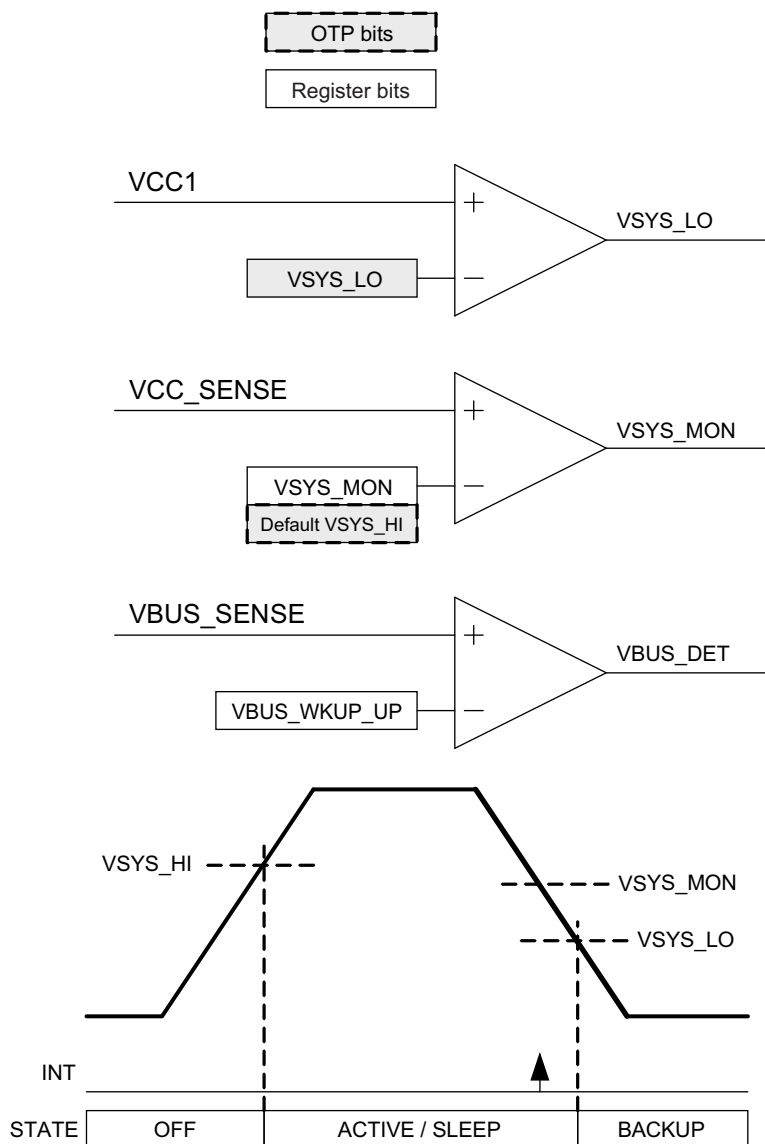 OTP bits
Register bits
VCC1
VSYS_LO
VSYS_LO
VCC_SENSE
VSYS_MON
VSYS_MON
Default VSYS_HI
VBUS_SENSE
VBUS_DET
VBUS_WKUP_UP
VSYS_HI
VSYS_MON
VSYS_LO
INT
STATE OFF ACTIVE / SLEEP BACKUP